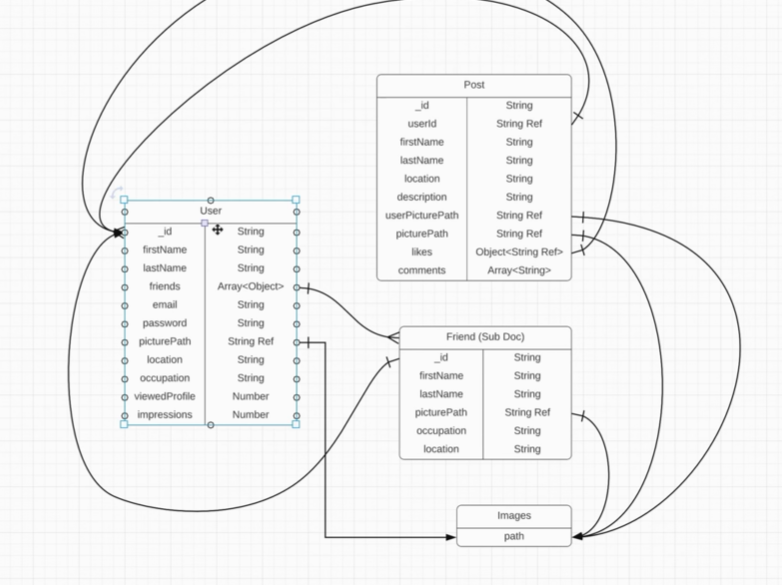 Post
_id String
userId String Ref
firstName String
lastName String
location String
description String
userPicturePath String Ref
picturePath String Ref
likes Object<String Ref>
comments Array<String>
User
_id String
firstName String
lastName String
friends Array<Object>
email String
password String
picturePath String Ref
location String
occupation String
viewedProfile Number
impressions Number
Friend (Sub Doc)
_id String
firstName String
lastName String
picturePath String Ref
occupation String
location String
Images
path